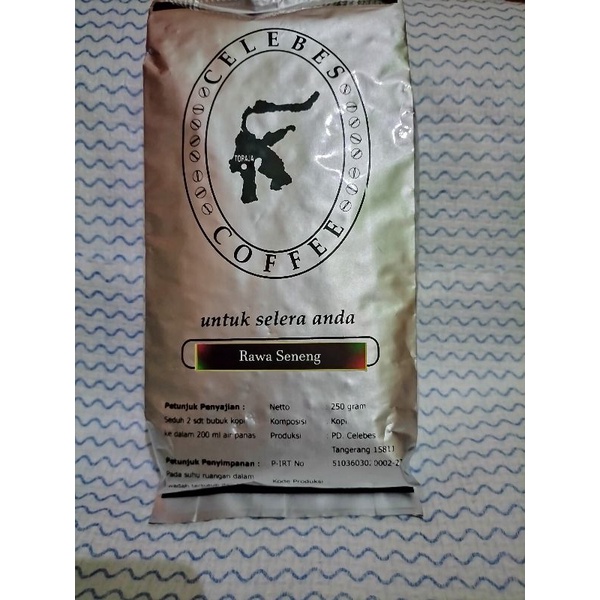 CELEBES
TORAJA
COFFEE
untuk selera anda
Rawa Seneng
Petunjuk Penyajian : Netto 250 gram
Seduh 2 sdt bubuk kopi Komposisi Kopi
ke dalam 200 ml air panas Produksi PD. Celebes
Tangerang 15811
Petunjuk Penyimpanan : P-IRT No
Pada suhu ruangan dalam Kode Produksi